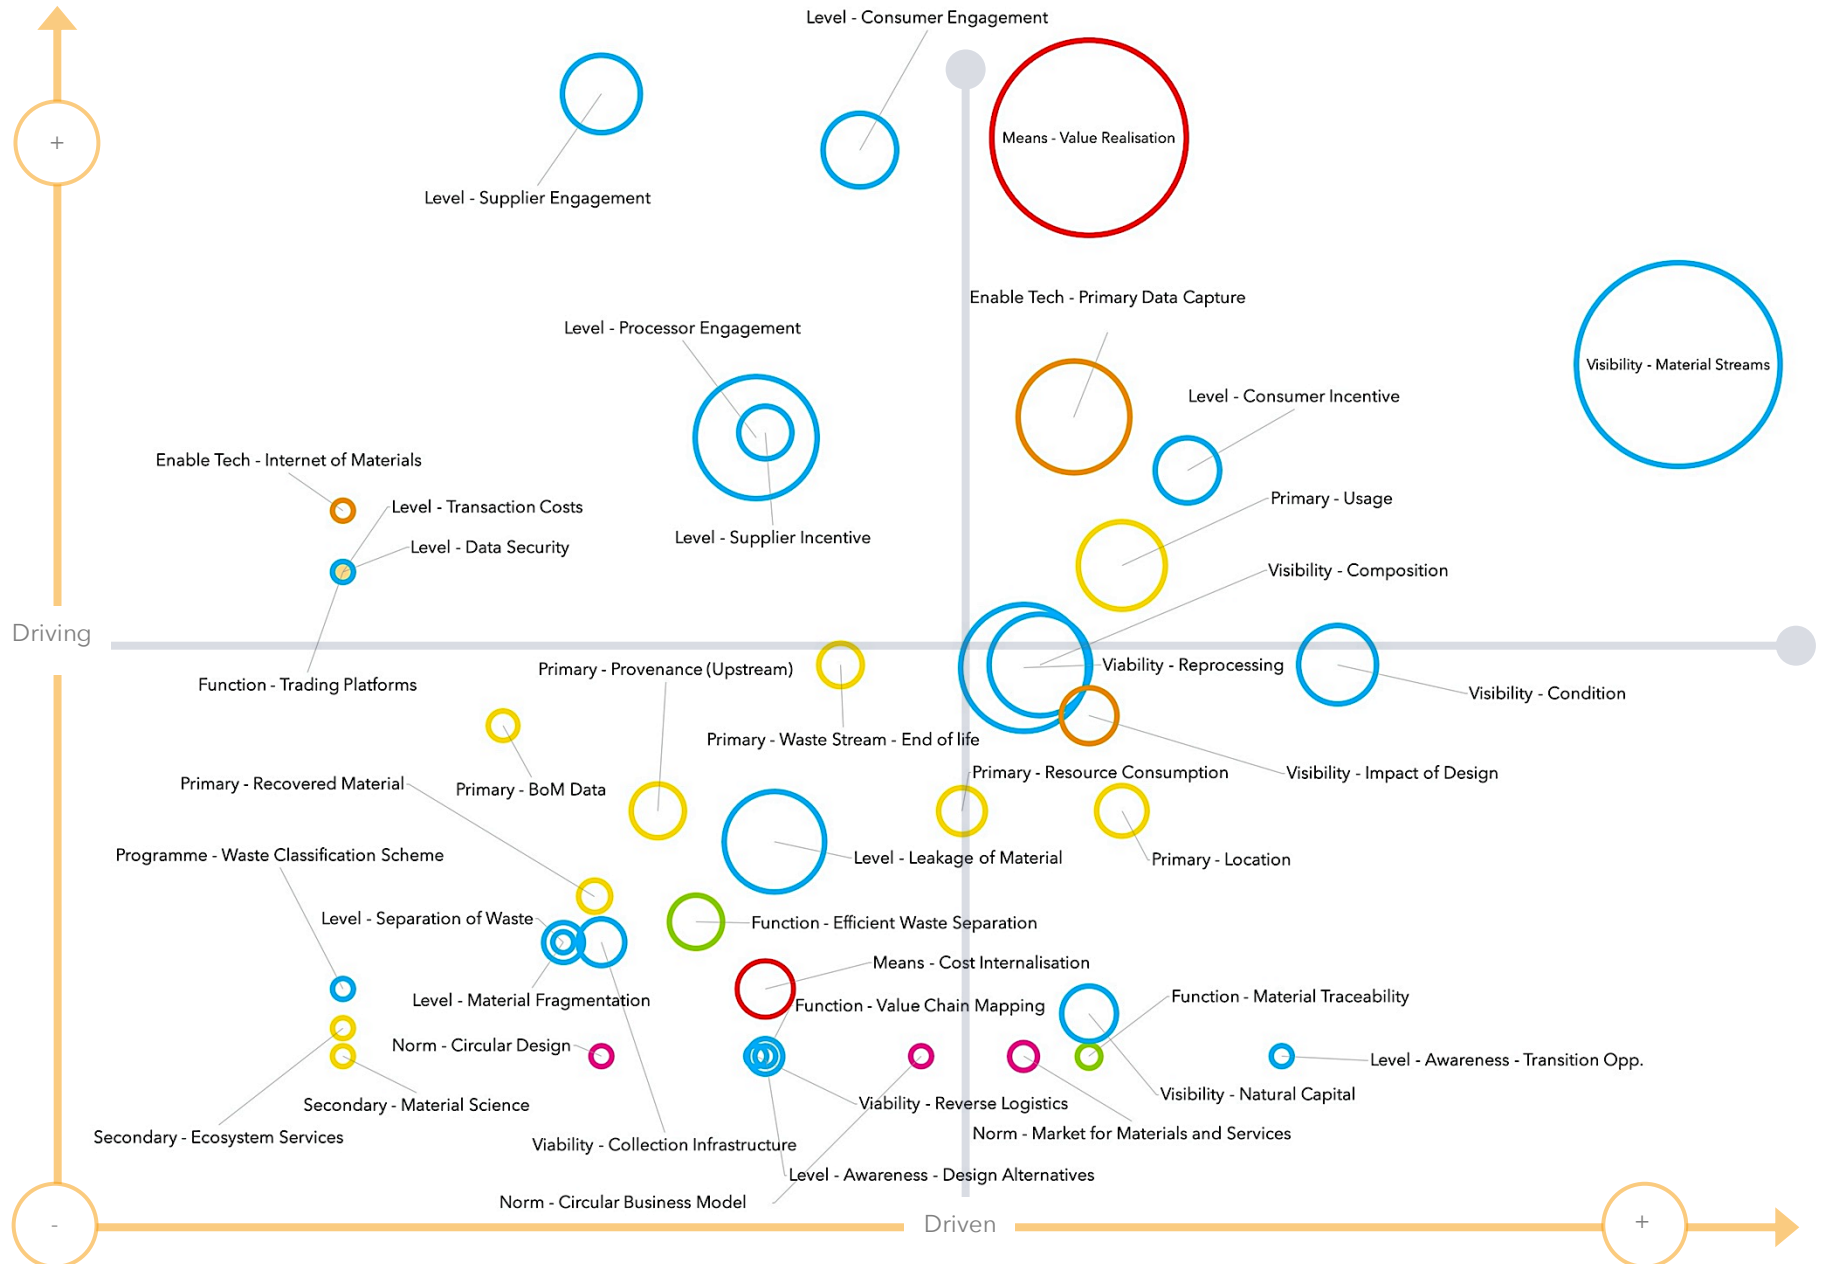 Level - Consumer Engagement
+
Means - Value Realisation
Level - Supplier Engagement
Enable Tech - Primary Data Capture
Level - Processor Engagement
Visibility - Material Streams
Level - Consumer Incentive
Enable Tech - Internet of Materials
Primary - Usage
Level - Transaction Costs
Level - Supplier Incentive
Level - Data Security
Visibility - Composition
Driving
Primary - Provenance (Upstream)
Viability - Reprocessing
Function - Trading Platforms
Visibility - Condition
Primary - Waste Stream - End of life
Primary - Resource Consumption
Visibility - Impact of Design
Primary - Recovered Material
Primary - BoM Data
Programme - Waste Classification Scheme
Level - Leakage of Material
Primary - Location
Level - Separation of Waste
Function - Efficient Waste Separation
Means - Cost Internalisation
Level - Material Fragmentation
Function - Value Chain Mapping
Function - Material Traceability
Norm - Circular Design
Level - Awareness - Transition Opp.
Visibility - Natural Capital
Secondary - Material Science
Viability - Reverse Logistics
Secondary - Ecosystem Services
Norm - Market for Materials and Services
Viability - Collection Infrastructure
Level - Awareness - Design Alternatives
Norm - Circular Business Model
-
Driven
+